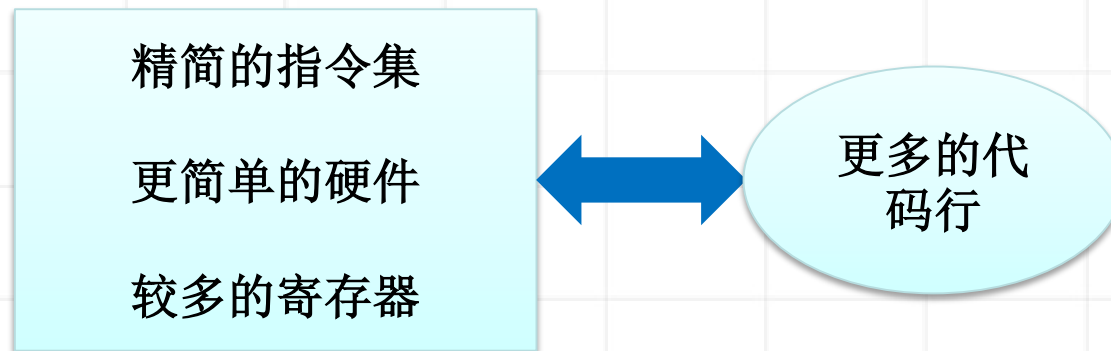 精简的指令集
更简单的硬件
较多的寄存器
更多的代
码行